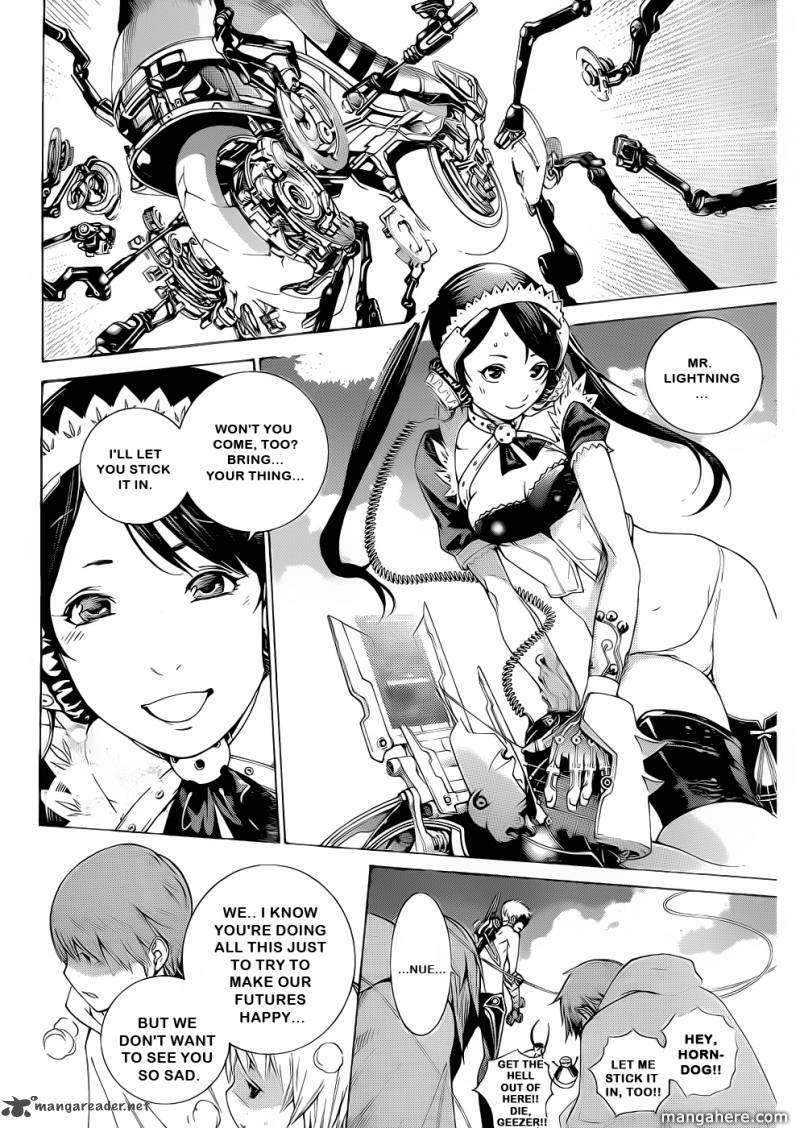 MR.
LIGHTNING
...
WON'T YOU
COME, TOO?
BRING...
YOUR THING...
I'LL LET
YOU STICK
IT IN.
WE.. I KNOW
YOU'RE DOING
ALL THIS JUST
TO TRY TO
MAKE OUR
FUTURES
HAPPY...
BUT WE
DON'T WANT
TO SEE YOU
SO SAD.
...NUE...
HEY,
HORN-
DOG!!
LET ME
STICK IT
IN, TOO!!
GET THE
HELL
OUT OF
HERE!!
DIE,
GEEZER!!
mangareader.net
mangahere.com